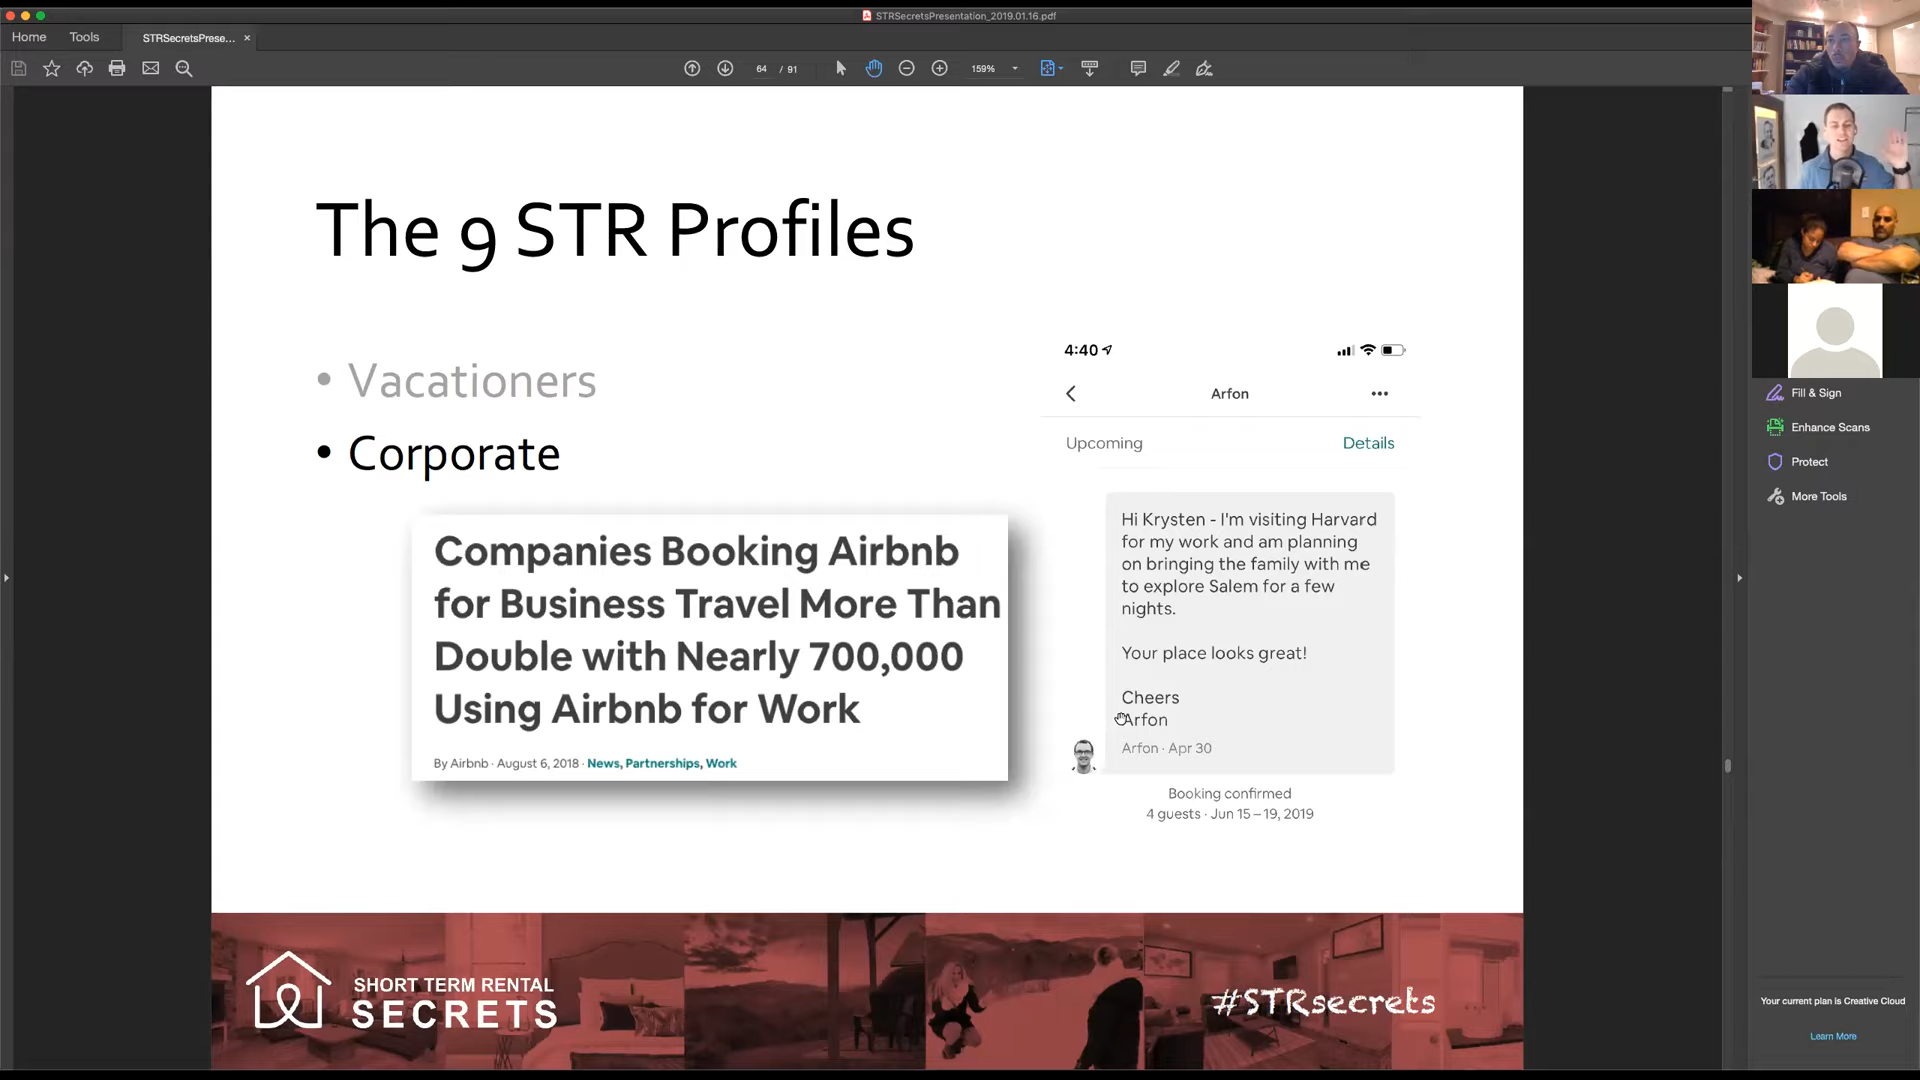 STRSecretsPresentation_2019.01.16.pdf
Home
Tools
STRSecretsPrese... ×
64 / 91
159%
The 9 STR Profiles
• Vacationers
• Corporate
Companies Booking Airbnb
for Business Travel More Than
Double with Nearly 700,000
Using Airbnb for Work
By Airbnb · August 6, 2018 · News, Partnerships, Work
4:40
Arfon
Upcoming
Details
Hi Krysten - I'm visiting Harvard
for my work and am planning
on bringing the family with me
to explore Salem for a few
nights.
Your place looks great!
Cheers
Arfon
Arfon · Apr 30
Booking confirmed
4 guests · Jun 15 – 19, 2019
SHORT TERM RENTAL
SECRETS
#STRsecrets
Fill & Sign
Enhance Scans
Protect
More Tools
Your current plan is Creative Cloud
Learn More